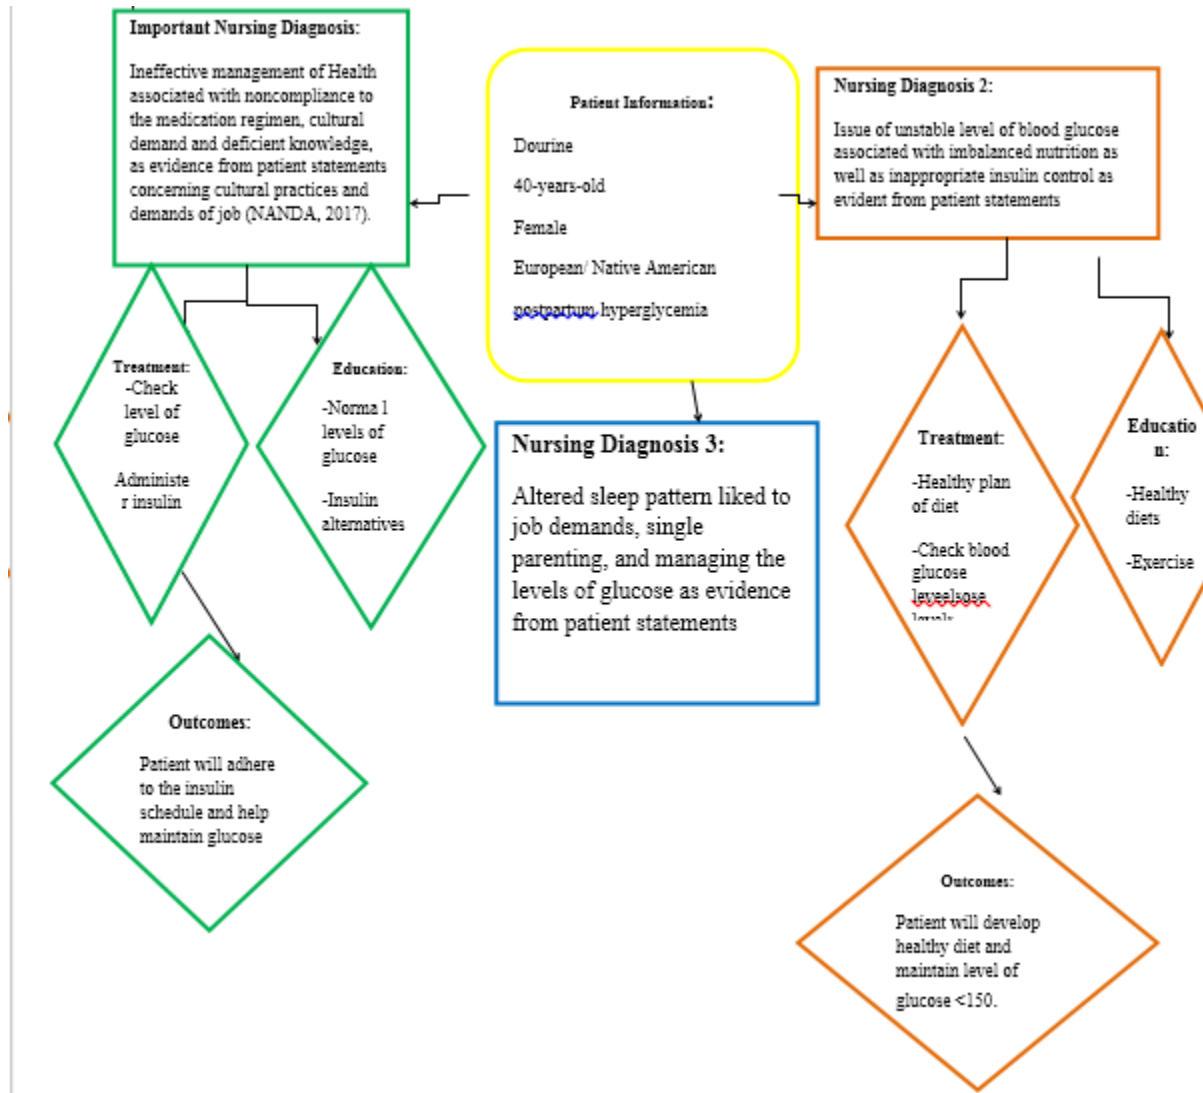 Important Nursing Diagnosis:
Ineffective management of Health
associated with noncompliance to
the medication regimen, cultural
demand and deficient knowledge,
as evidence from patient statements
concerning cultural practices and
demands of job (NANDA, 2017).
Patient Information:
Dourine
40-years-old
Female
European/ Native American
postpartum hyperglycemia
Nursing Diagnosis 2:
Issue of unstable level of blood glucose
associated with imbalanced nutrition as
well as inappropriate insulin control as
evident from patient statements
Treatment:
-Check
level of
glucose
Administe
r insulin
Education:
-Norma l
levels of
glucose
-Insulin
alternatives
Nursing Diagnosis 3:
Altered sleep pattern liked to
job demands, single
parenting, and managing the
levels of glucose as evidence
from patient statements
Treatment:
-Healthy plan
of diet
-Check blood
glucose
leveelsose
Educatio
n:
-Healthy
diets
-Exercise
Outcomes:
Patient will adhere
to the insulin
schedule and help
maintain glucose
Outcomes:
Patient will develop
healthy diet and
maintain level of
glucose <150.